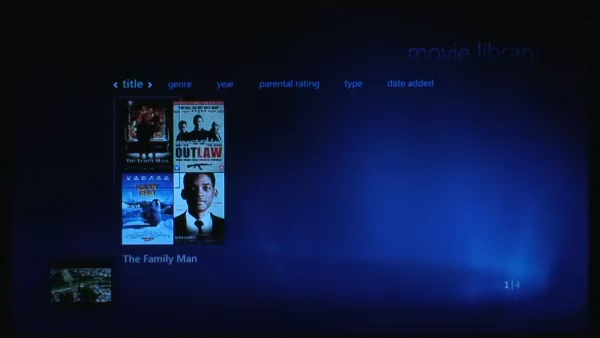 movie library
‹ title › genre year parental rating type date added
THE FAMILY MAN
OUTLAW
HAPPY FEET
The Family Man
1|4